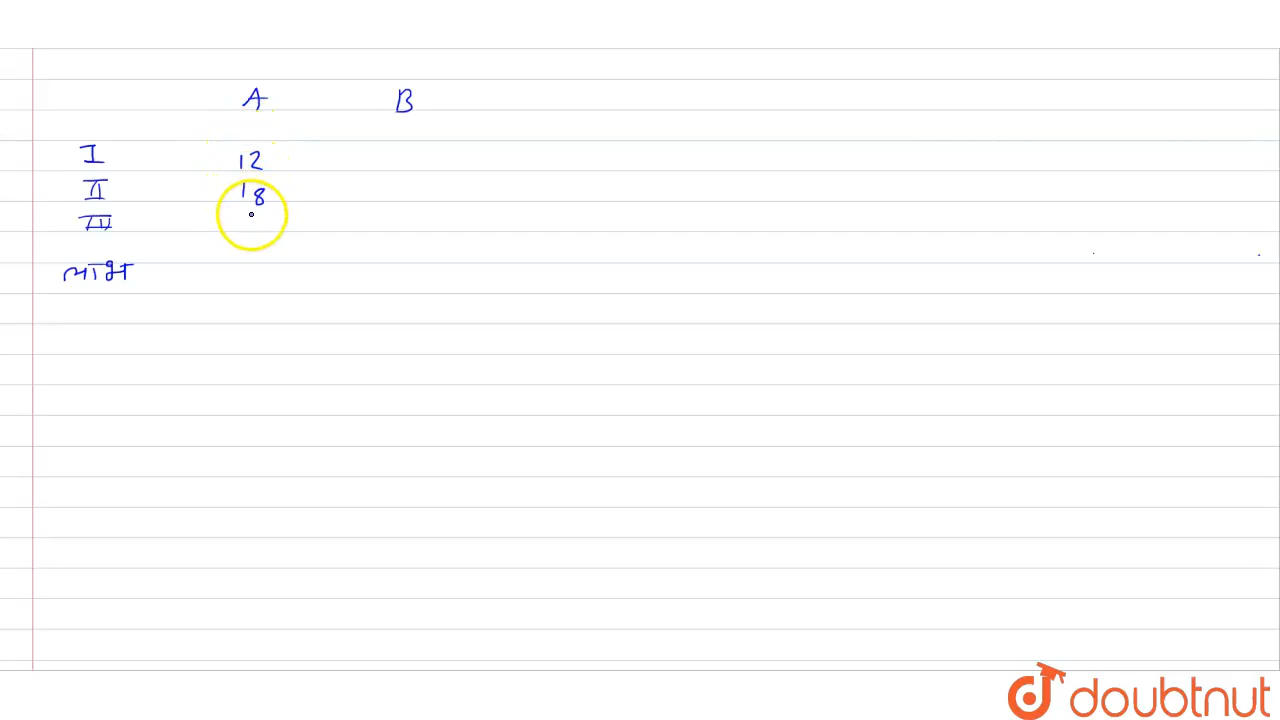 A B
I 12
II 18
III
लाभ
doubtnut